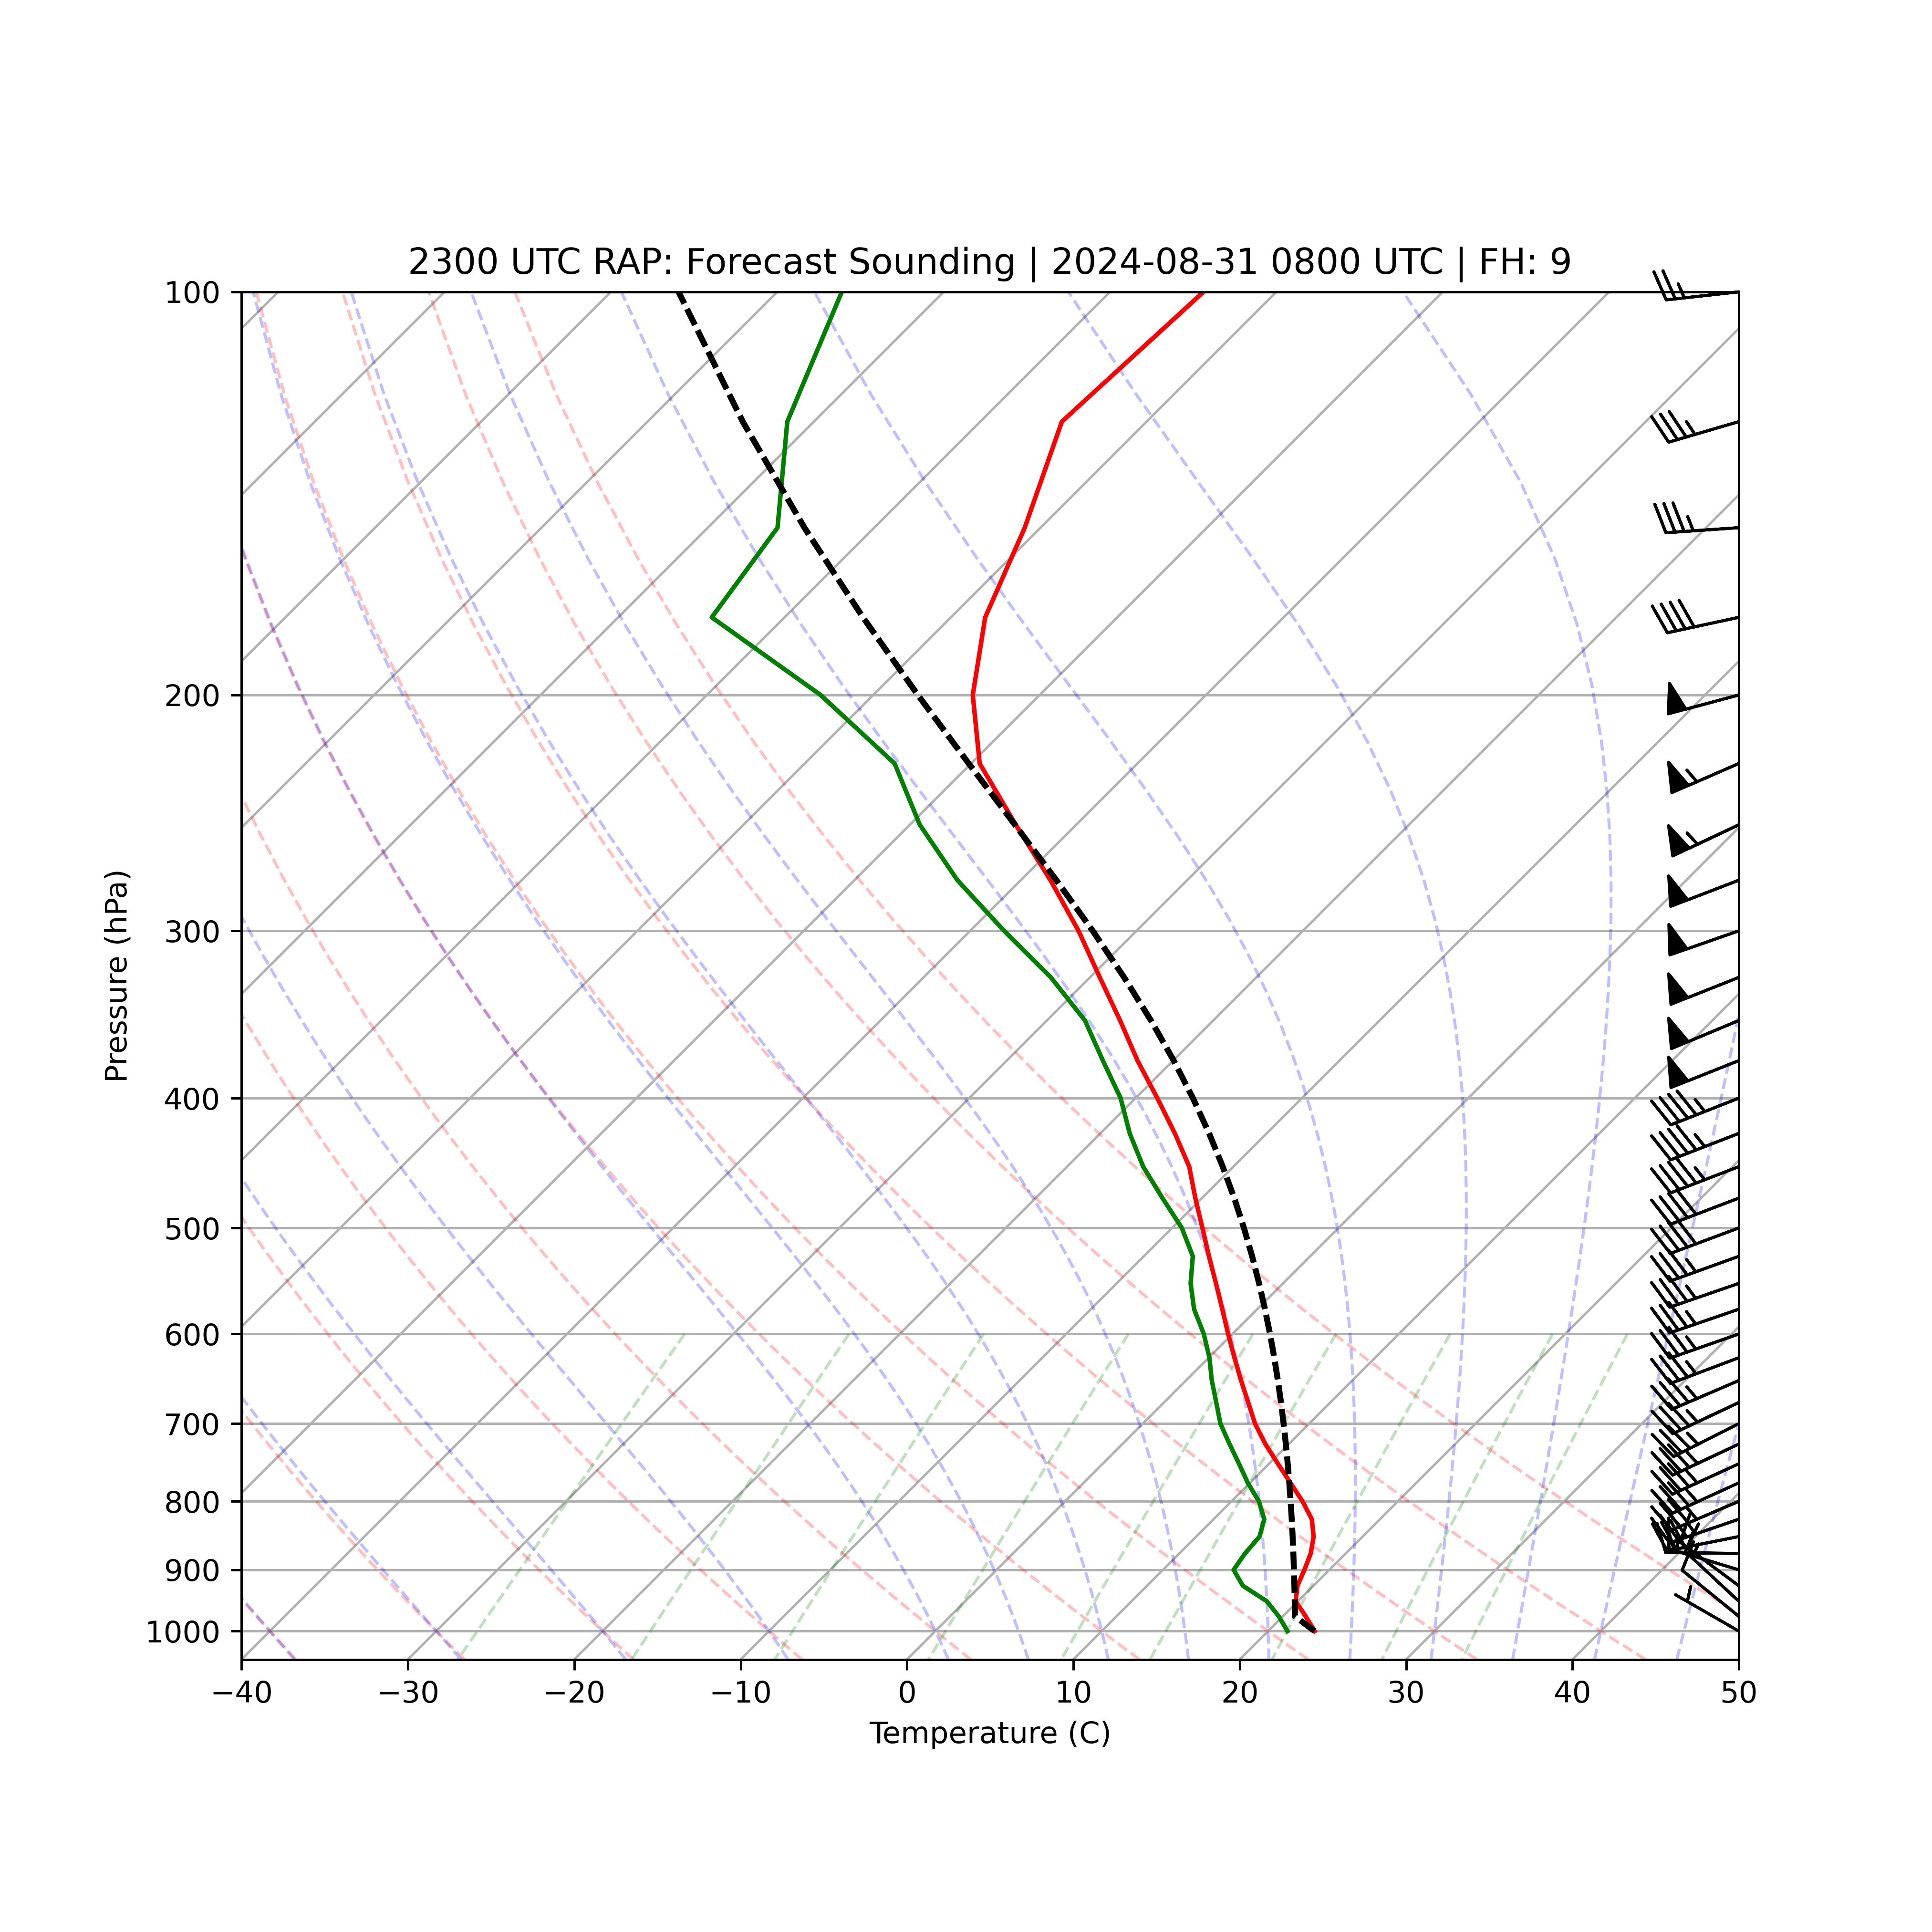 2300 UTC RAP: Forecast Sounding | 2024-08-31 0800 UTC | FH: 9
100
200
300
400
500
600
700
800
900
1000
Pressure (hPa)
−40 −30 −20 −10 0 10 20 30 40 50
Temperature (C)